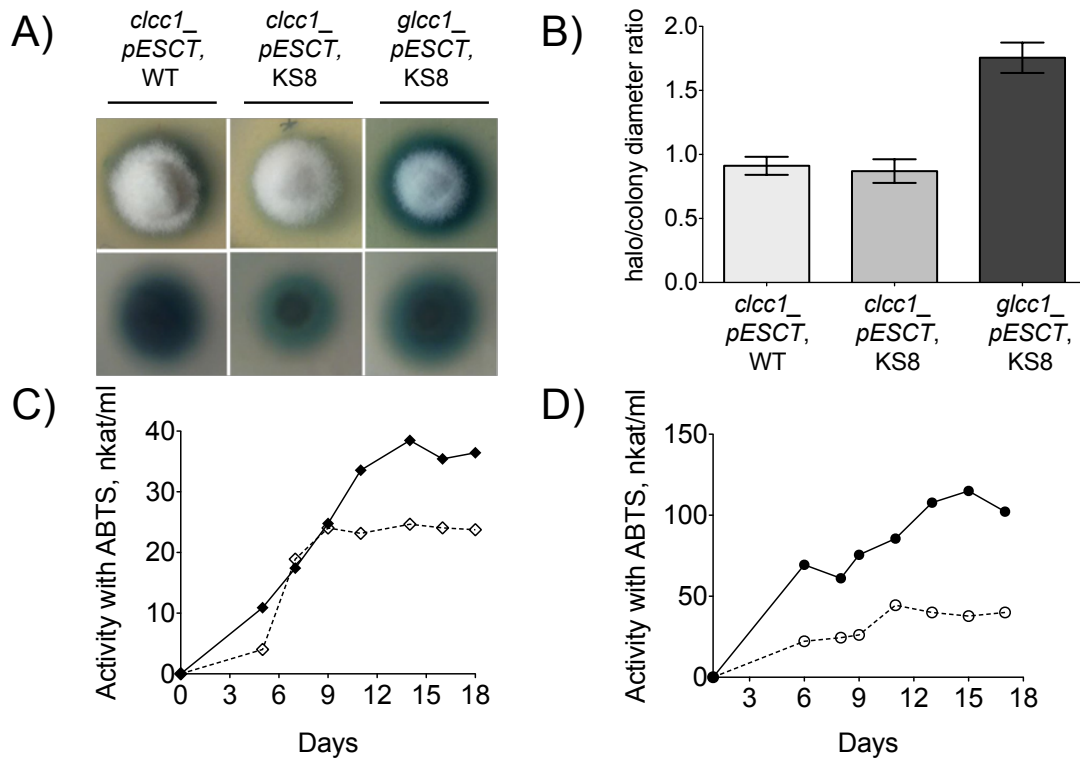 A)
clcc1_ clcc1_ glcc1_
pESCT, pESCT, pESCT,
WT KS8 KS8
B)
halo/colony diameter ratio
2.0
1.5
1.0
0.5
0.0
clcc1_ clcc1_ glcc1_
pESCT, pESCT, pESCT,
WT KS8 KS8
C)
Activity with ABTS, nkat/ml
40
30
20
10
0
0 3 6 9 12 15 18
Days
D)
Activity with ABTS, nkat/ml
150
100
50
0
3 6 9 12 15 18
Days